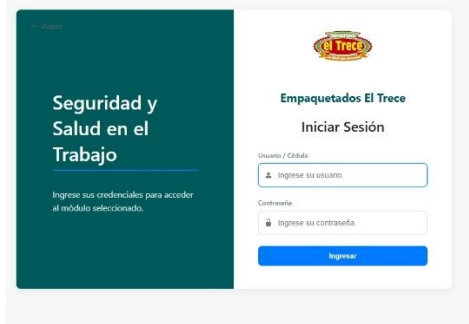 ← Volver
Seguridad y
Salud en el
Trabajo
Ingrese sus credenciales para acceder
al módulo seleccionado.
el Trece
Empaquetados El Trece
Iniciar Sesión
Usuario / Cédula
Ingrese su usuario
Contraseña
Ingrese su contraseña
Ingresar